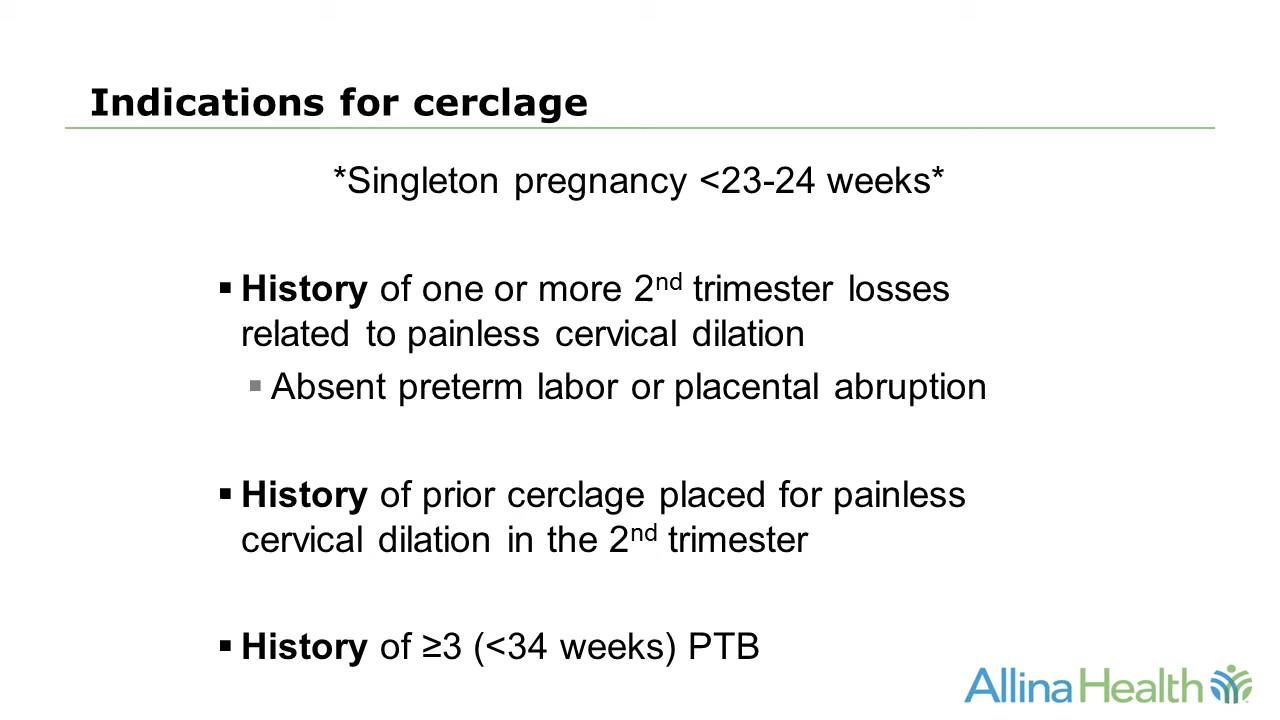 Indications for cerclage
*Singleton pregnancy <23-24 weeks*
▪ History of one or more 2nd trimester losses
related to painless cervical dilation
▪ Absent preterm labor or placental abruption
▪ History of prior cerclage placed for painless
cervical dilation in the 2nd trimester
▪ History of ≥3 (<34 weeks) PTB
Allina Health